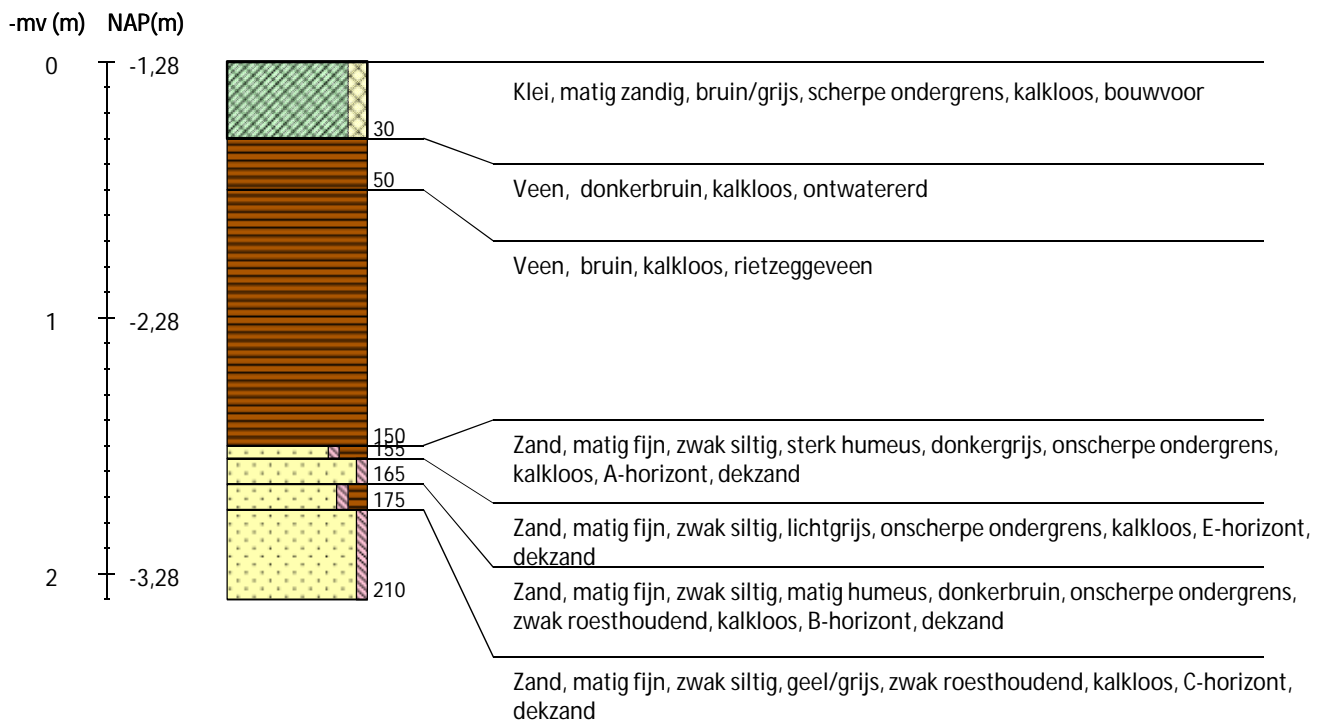 -mv (m) NAP(m)
0 -1,28
Klei, matig zandig, bruin/grijs, scherpe ondergrens, kalkloos, bouwvoor
30
50
Veen, donkerbruin, kalkloos, ontwatererd
Veen, bruin, kalkloos, rietzeggeveen
1 -2,28
150
155
Zand, matig fijn, zwak siltig, sterk humeus, donkergrijs, onscherpe ondergrens,
kalkloos, A-horizont, dekzand
165
175
Zand, matig fijn, zwak siltig, lichtgrijs, onscherpe ondergrens, kalkloos, E-horizont,
dekzand
2 -3,28
210
Zand, matig fijn, zwak siltig, matig humeus, donkerbruin, onscherpe ondergrens,
zwak roesthoudend, kalkloos, B-horizont, dekzand
Zand, matig fijn, zwak siltig, geel/grijs, zwak roesthoudend, kalkloos, C-horizont,
dekzand